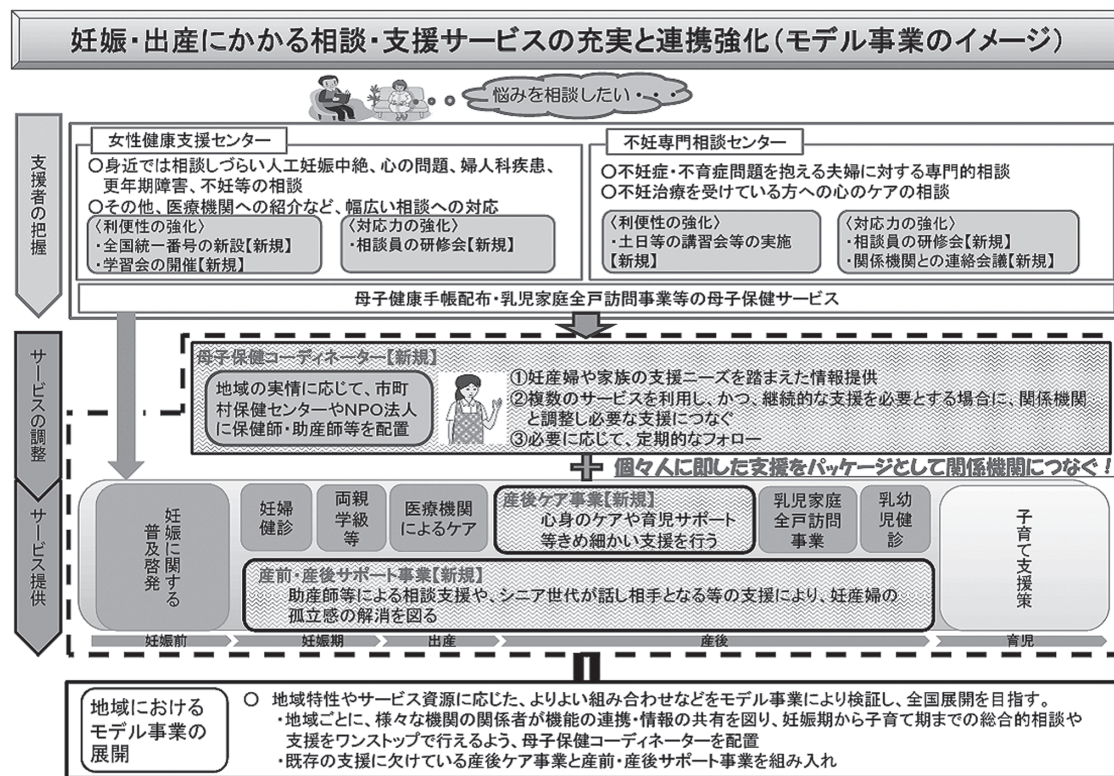 妊娠・出産にかかる相談・支援サービスの充実と連携強化(モデル事業のイメージ)
悩みを相談したい・・・
支援者の把握
女性健康支援センター
○身近では相談しづらい人工妊娠中絶、心の問題、婦人科疾患、
更年期障害、不妊等の相談
○その他、医療機関への紹介など、幅広い相談への対応
〈利便性の強化〉
・全国統一番号の新設【新規】
・学習会の開催【新規】
〈対応力の強化〉
・相談員の研修会【新規】
不妊専門相談センター
○不妊症・不育症問題を抱える夫婦に対する専門的相談
○不妊治療を受けている方への心のケアの相談
〈利便性の強化〉
・土日等の講習会等の実施
【新規】
〈対応力の強化〉
・相談員の研修会【新規】
・関係機関との連絡会議【新規】
母子健康手帳配布・乳児家庭全戸訪問事業等の母子保健サービス
サービスの調整
母子保健コーディネーター【新規】
地域の実情に応じて、市町
村保健センターやNPO法人
に保健師・助産師等を配置
①妊産婦や家族の支援ニーズを踏まえた情報提供
②複数のサービスを利用し、かつ、継続的な支援を必要とする場合に、関係機関
と調整し必要な支援につなぐ
③必要に応じて、定期的なフォロー
個々人に即した支援をパッケージとして関係機関につなぐ!
サービス提供
妊娠に関する
普及啓発
妊婦
健診
両親
学級
等
医療機関
によるケア
産後ケア事業【新規】
心身のケアや育児サポート
等きめ細かい支援を行う
乳児家庭
全戸訪問
事業
乳幼
児健
診
子育て支援策
産前・産後サポート事業【新規】
助産師等による相談支援や、シニア世代が話し相手となる等の支援により、妊産婦の
孤立感の解消を図る
妊娠前
妊娠期
出産
産後
育児
地域における
モデル事業の
展開
○ 地域特性やサービス資源に応じた、よりよい組み合わせなどをモデル事業により検証し、全国展開を目指す。
・地域ごとに、様々な機関の関係者が機能の連携・情報の共有を図り、妊娠期から子育て期までの総合的相談や
支援をワンストップで行えるよう、母子保健コーディネーターを配置
・既存の支援に欠けている産後ケア事業と産前・産後サポート事業を組み入れ